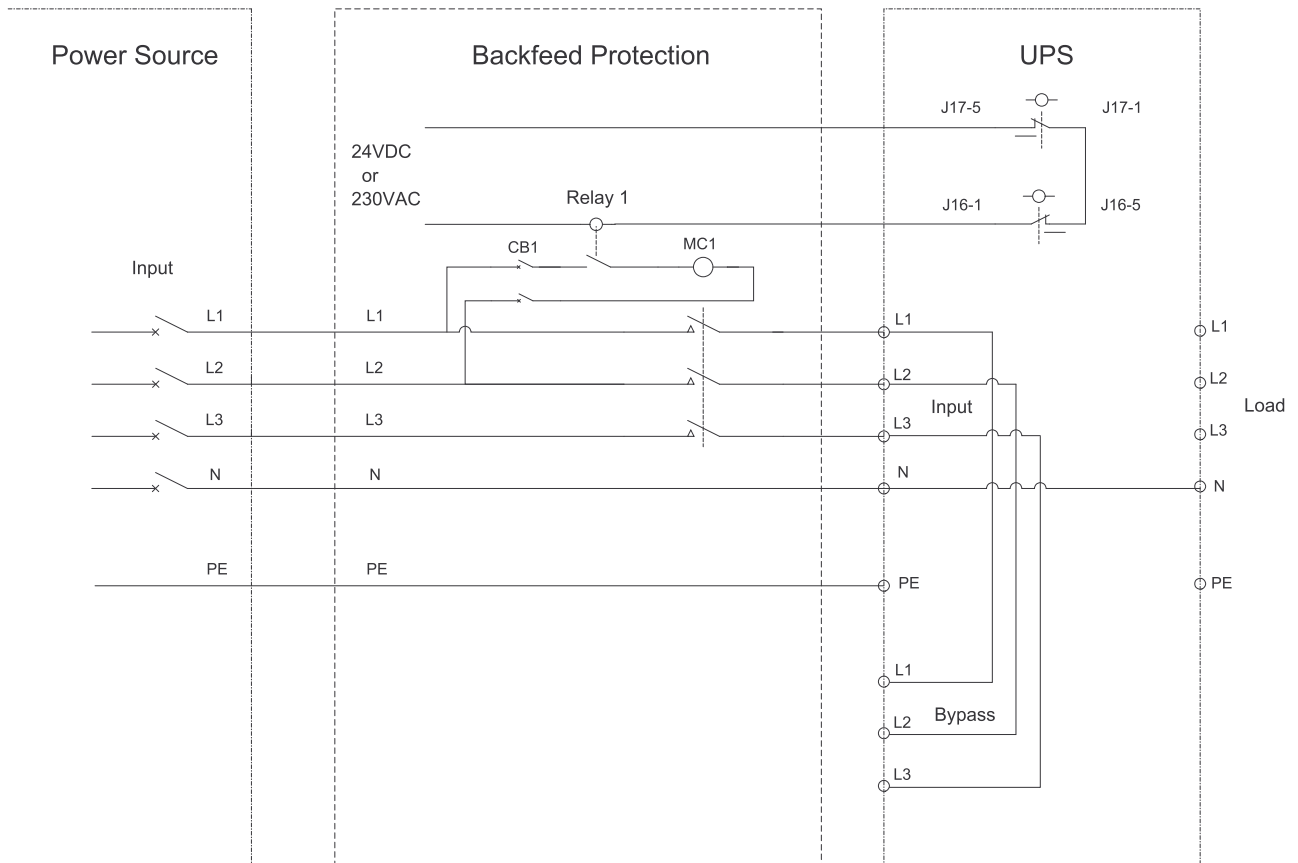 Power Source
Backfeed Protection
UPS
J17-5
J17-1
24VDC
or
230VAC
Relay 1
J16-1
J16-5
CB1
MC1
Input
L1
L1
L1
L1
L2
L2
L2
L2
Input
Load
L3
L3
L3
L3
N
N
N
N
PE
PE
PE
PE
L1
L2
Bypass
L3